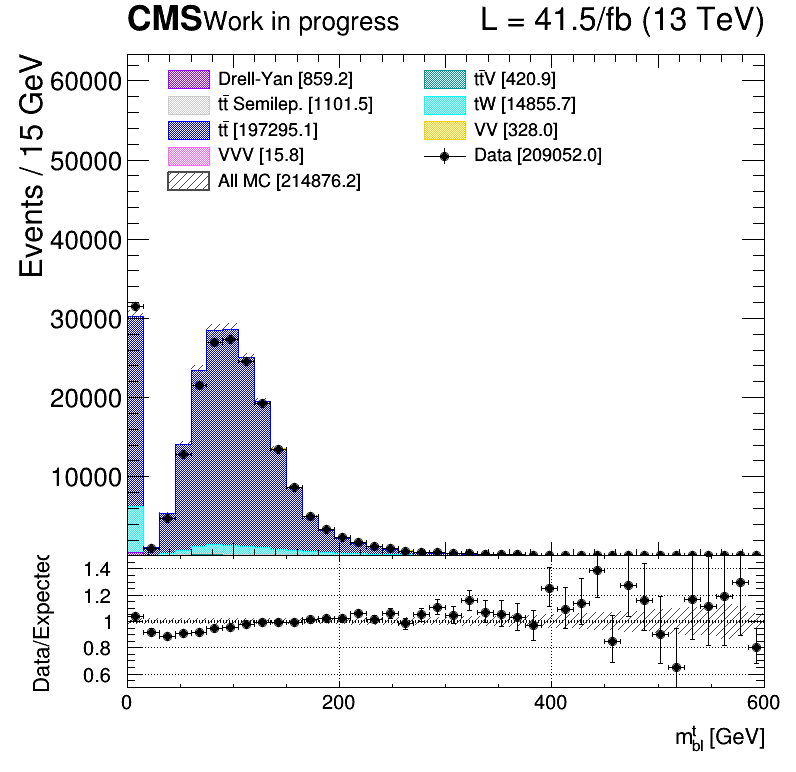 CMS Work in progress L = 41.5/fb (13 TeV)
Events / 15 GeV
60000
50000
40000
30000
20000
10000
Drell-Yan [859.2]
tt̄ Semilep. [1101.5]
tt̄ [197295.1]
VVV [15.8]
All MC [214876.2]
tt̄V [420.9]
tW [14855.7]
VV [328.0]
Data [209052.0]
Data/Expected
1.4
1.2
1
0.8
0.6
0 200 400 600
m^t_bl [GeV]